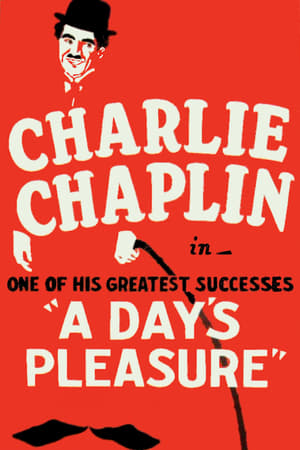 CHARLIE
CHAPLIN
in —
ONE OF HIS GREATEST SUCCESSES
"A DAY'S
PLEASURE"